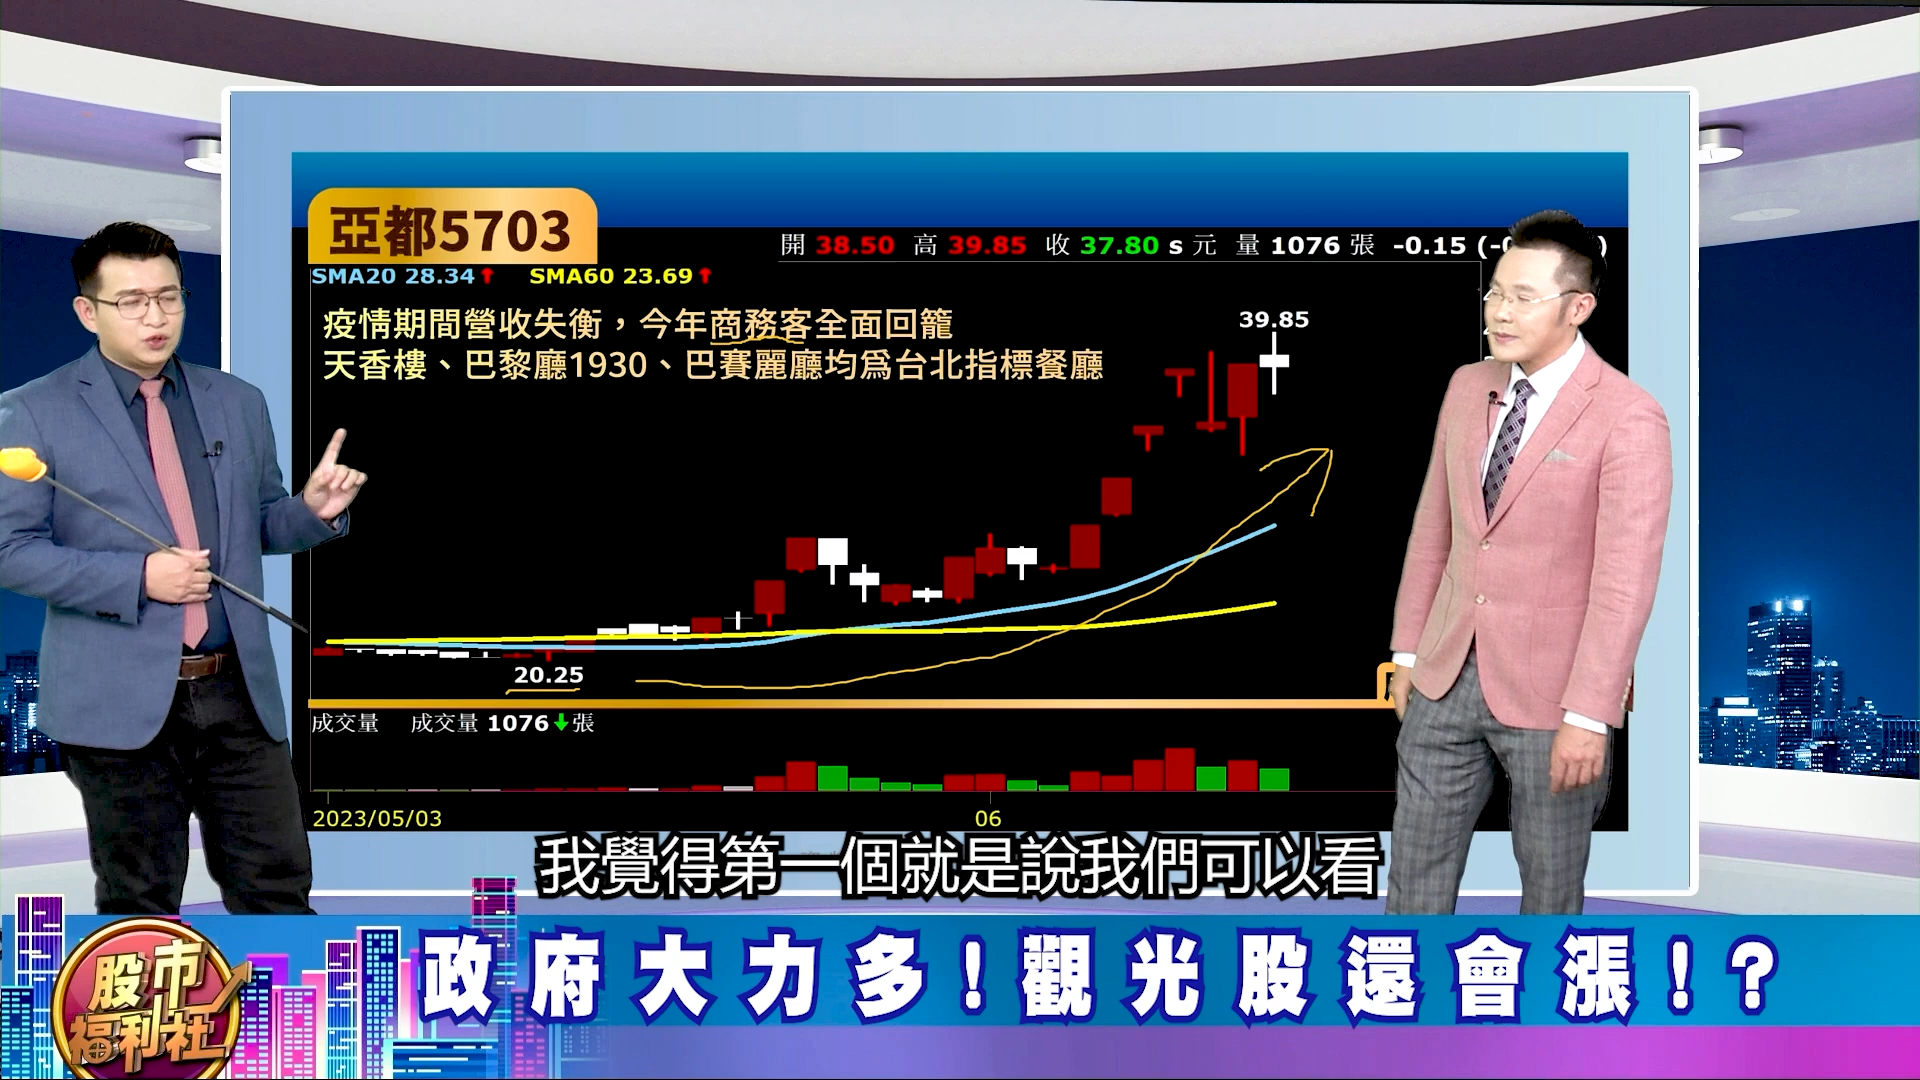 亞都5703
開 38.50 高 39.85 收 37.80 s 元 量 1076 張 -0.15
SMA20 28.34↑ SMA60 23.69↑
疫情期間營收失衡，今年商務客全面回籠
天香樓、巴黎廳1930、巴賽麗廳均為台北指標餐廳
39.85
20.25
成交量 成交量 1076↓張
2023/05/03 06
我覺得第一個就是說我們可以看
政府大力多！觀光股還會漲！？
股市
福利社